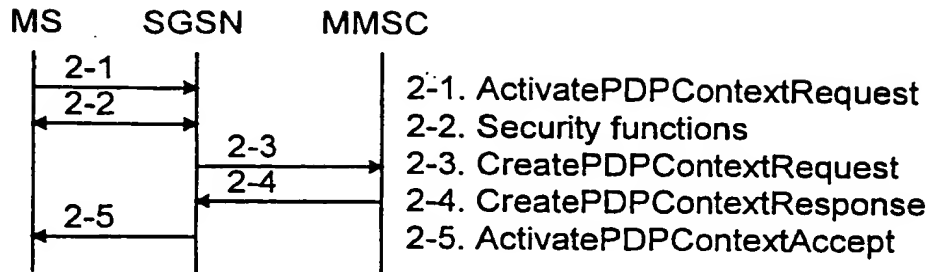 MS SGSN MMSC
2-1
2-2
2-3
2-4
2-5
2-1. ActivatePDPContextRequest
2-2. Security functions
2-3. CreatePDPContextRequest
2-4. CreatePDPContextResponse
2-5. ActivatePDPContextAccept